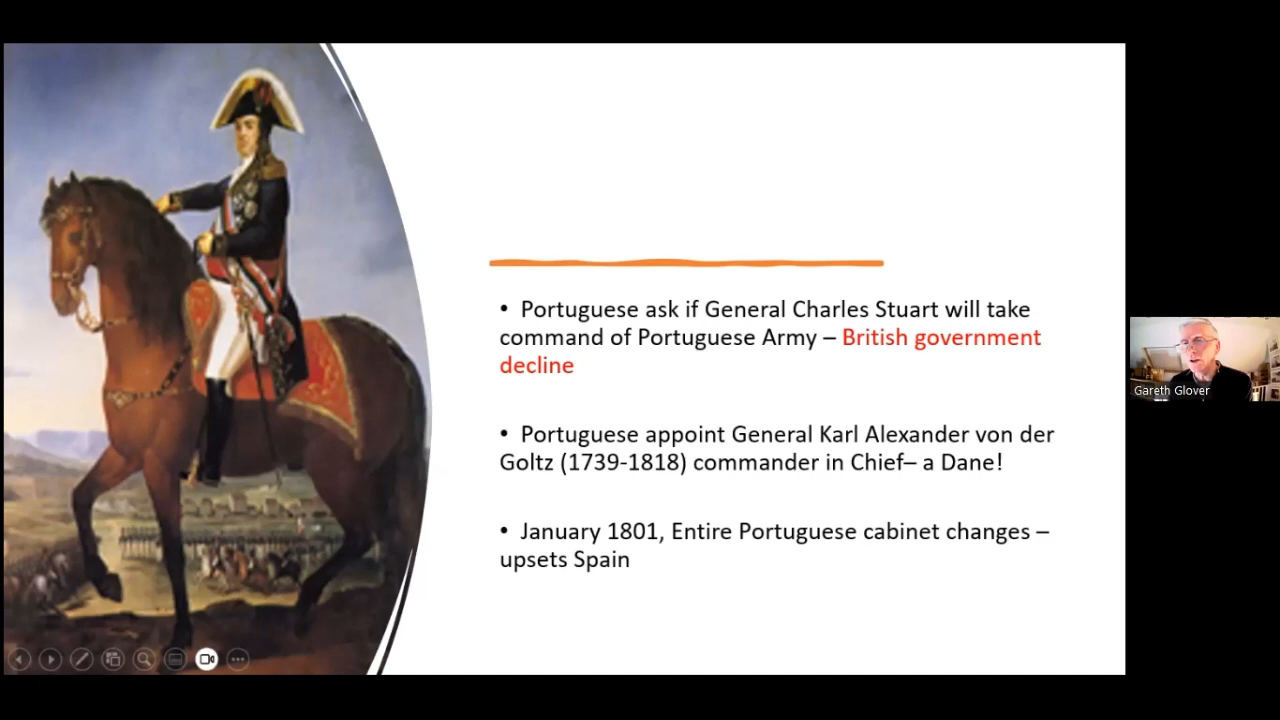 • Portuguese ask if General Charles Stuart will take
command of Portuguese Army – British government
decline
• Portuguese appoint General Karl Alexander von der
Goltz (1739-1818) commander in Chief– a Dane!
• January 1801, Entire Portuguese cabinet changes –
upsets Spain
Gareth Glover